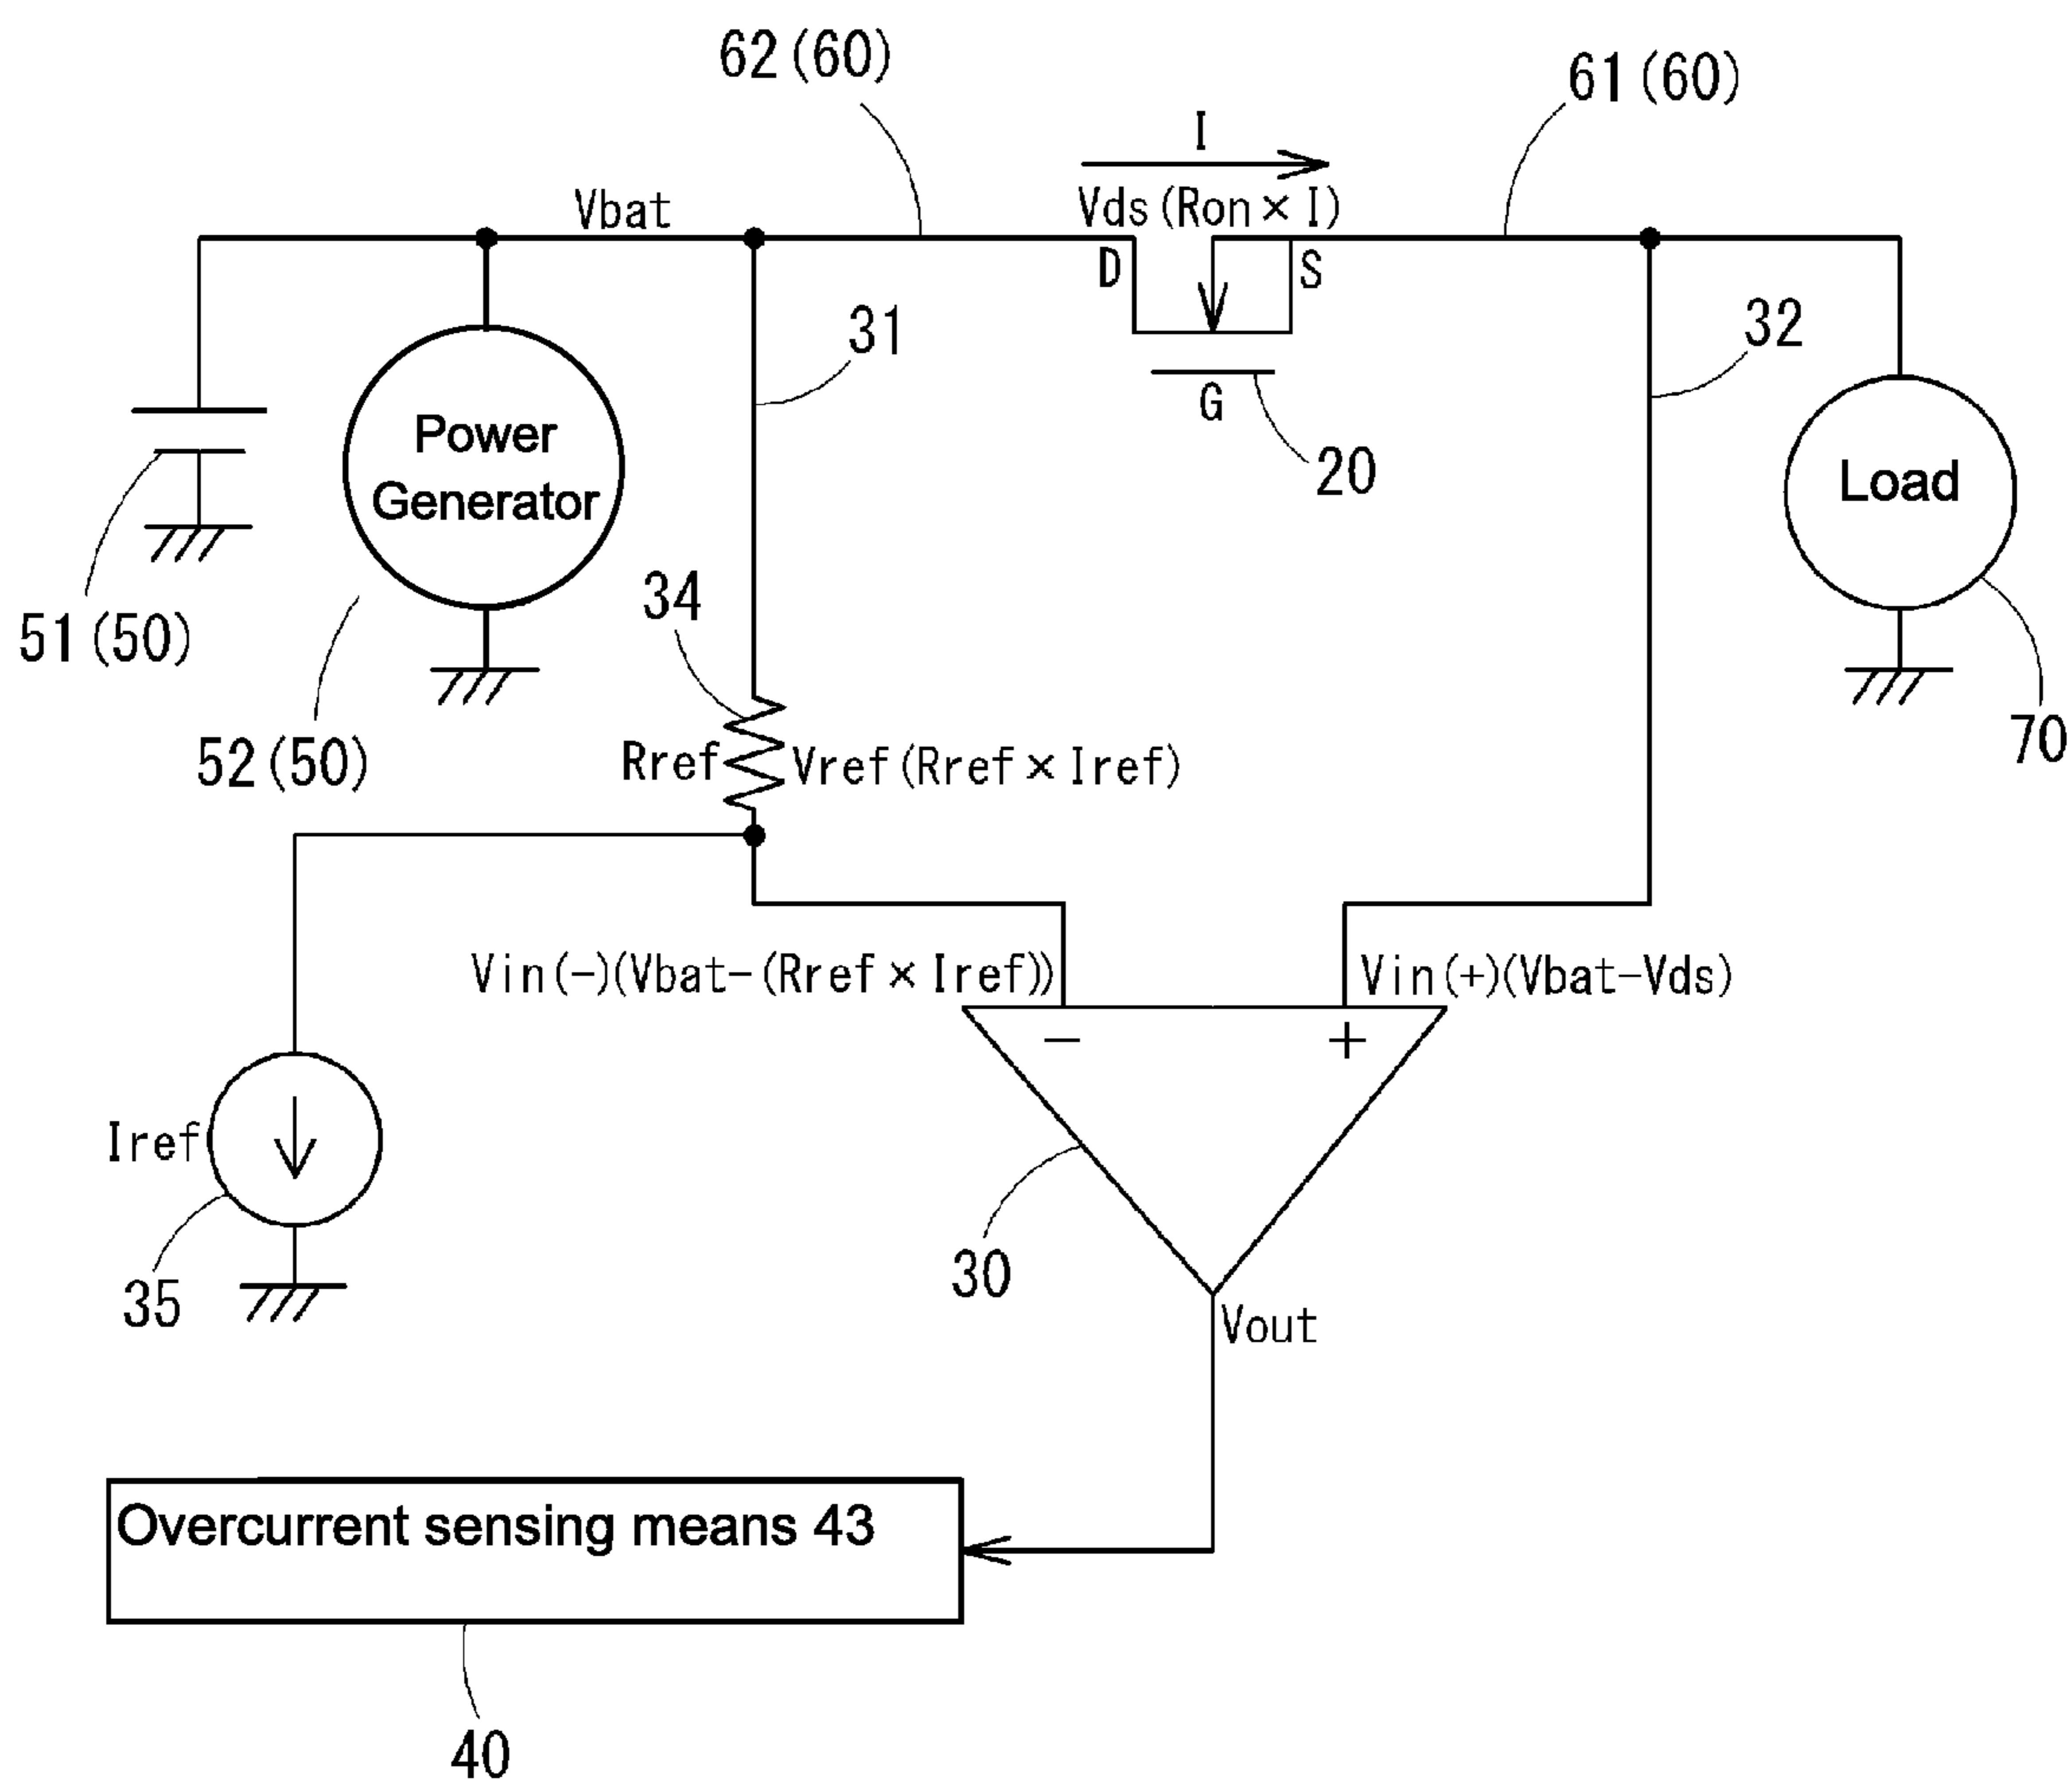 62(60)
61(60)
I
Vbat
Vds(Ron×I)
D
S
31
32
G
Power
Generator
20
Load
34
51(50)
52(50)
70
Rref
Vref(Rref×Iref)
Vin(-)(Vbat-(Rref×Iref))
Vin(+)(Vbat-Vds)
-
+
Iref
30
35
Vout
Overcurrent sensing means 43
40